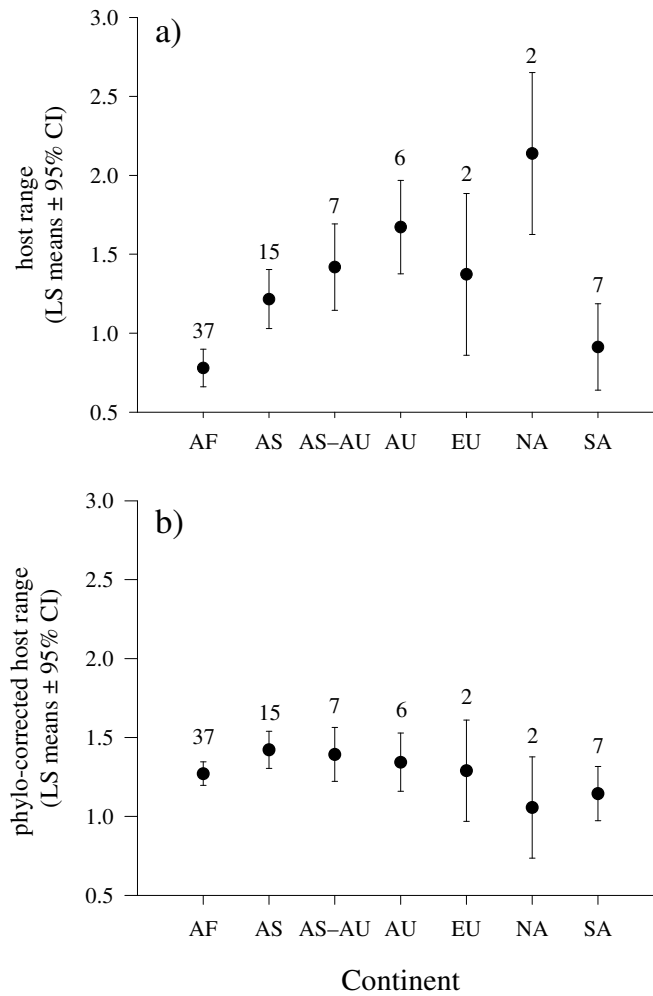 a)
host range
(LS means ± 95% CI)
3.0
2.5
2.0
1.5
1.0
0.5
37
15
7
6
2
2
7
AF AS AS–AU AU EU NA SA
b)
phylo-corrected host range
(LS means ± 95% CI)
3.0
2.5
2.0
1.5
1.0
0.5
37
15
7
6
2
2
7
AF AS AS–AU AU EU NA SA
Continent